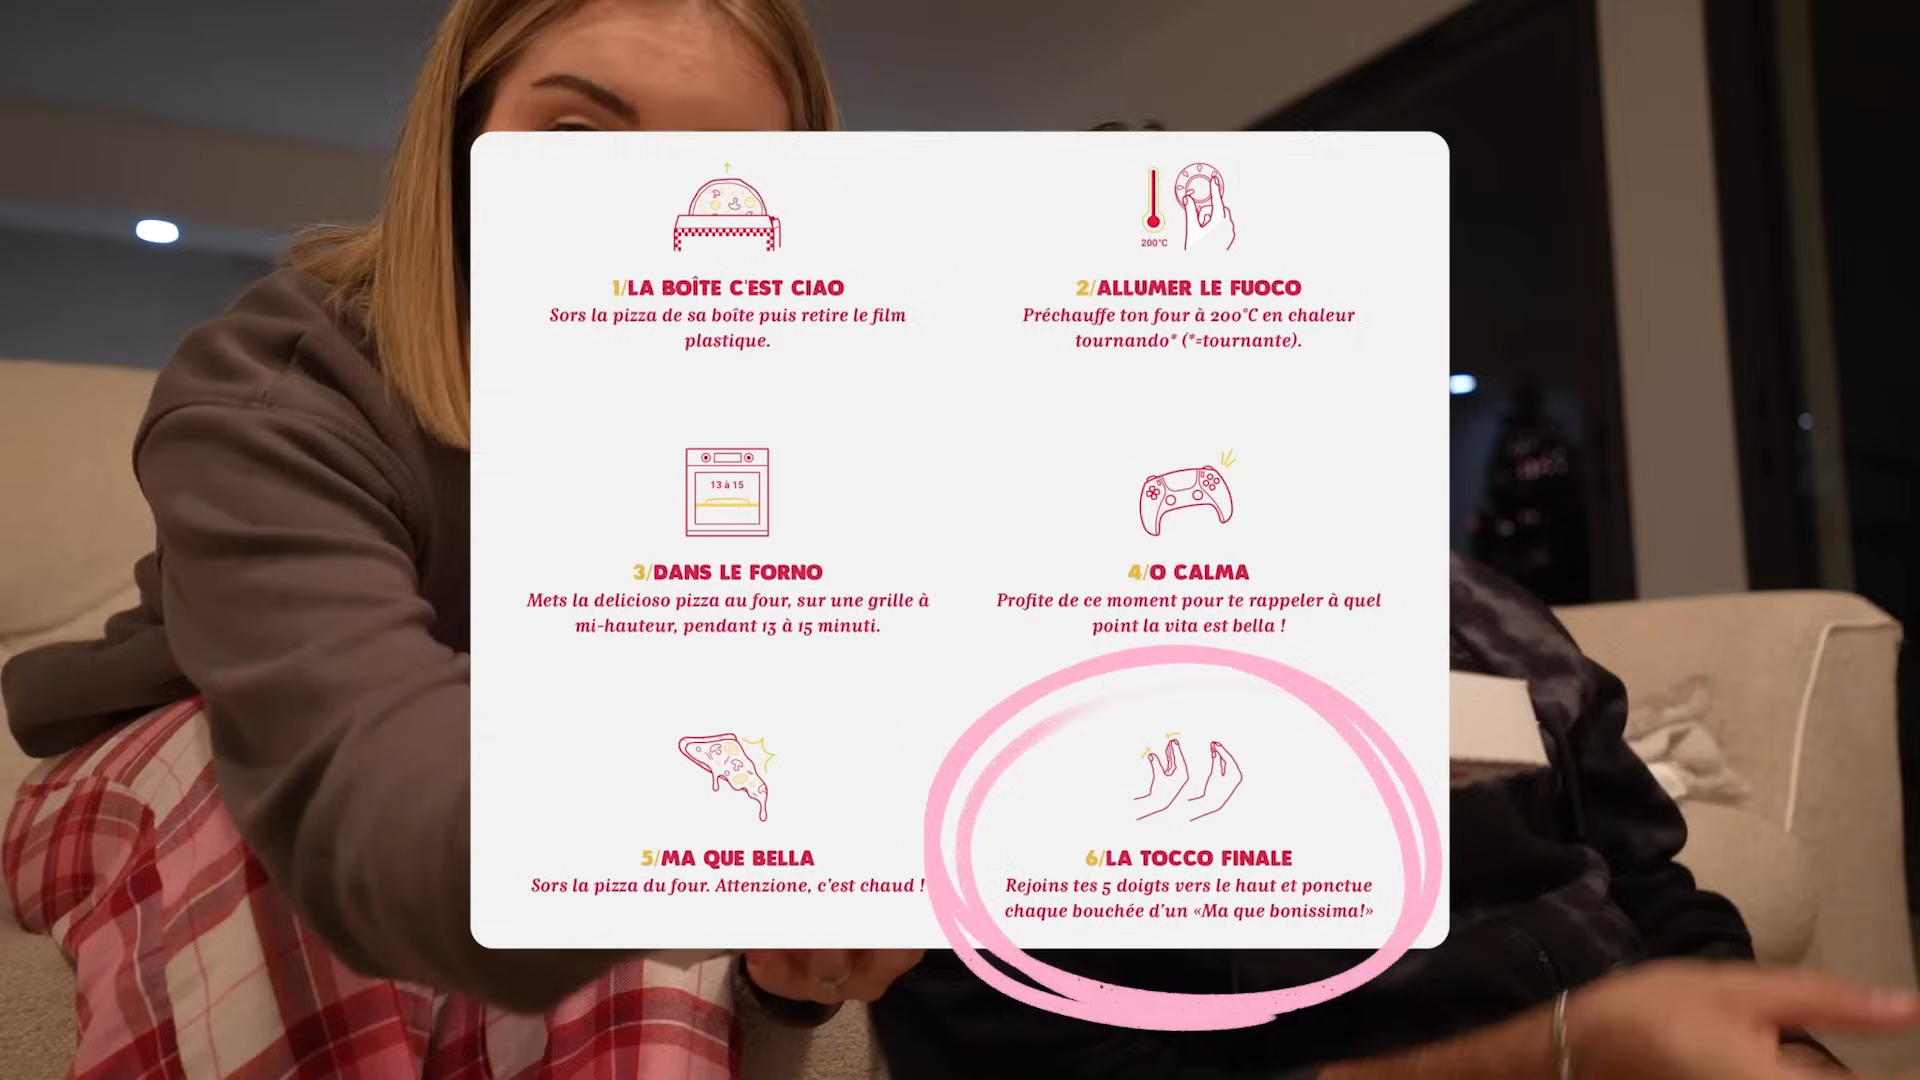 200°C
1/LA BOÎTE C'EST CIAO
Sors la pizza de sa boîte puis retire le film
plastique.
2/ALLUMER LE FUOCO
Préchauffe ton four à 200°C en chaleur
tournando* (*=tournante).
13 à 15
3/DANS LE FORNO
Mets la delicioso pizza au four, sur une grille à
mi-hauteur, pendant 13 à 15 minuti.
4/O CALMA
Profite de ce moment pour te rappeler à quel
point la vita est bella !
5/MA QUE BELLA
Sors la pizza du four. Attenzione, c'est chaud !
6/LA TOCCO FINALE
Rejoins tes 5 doigts vers le haut et ponctue
chaque bouchée d'un «Ma que bonissima!»